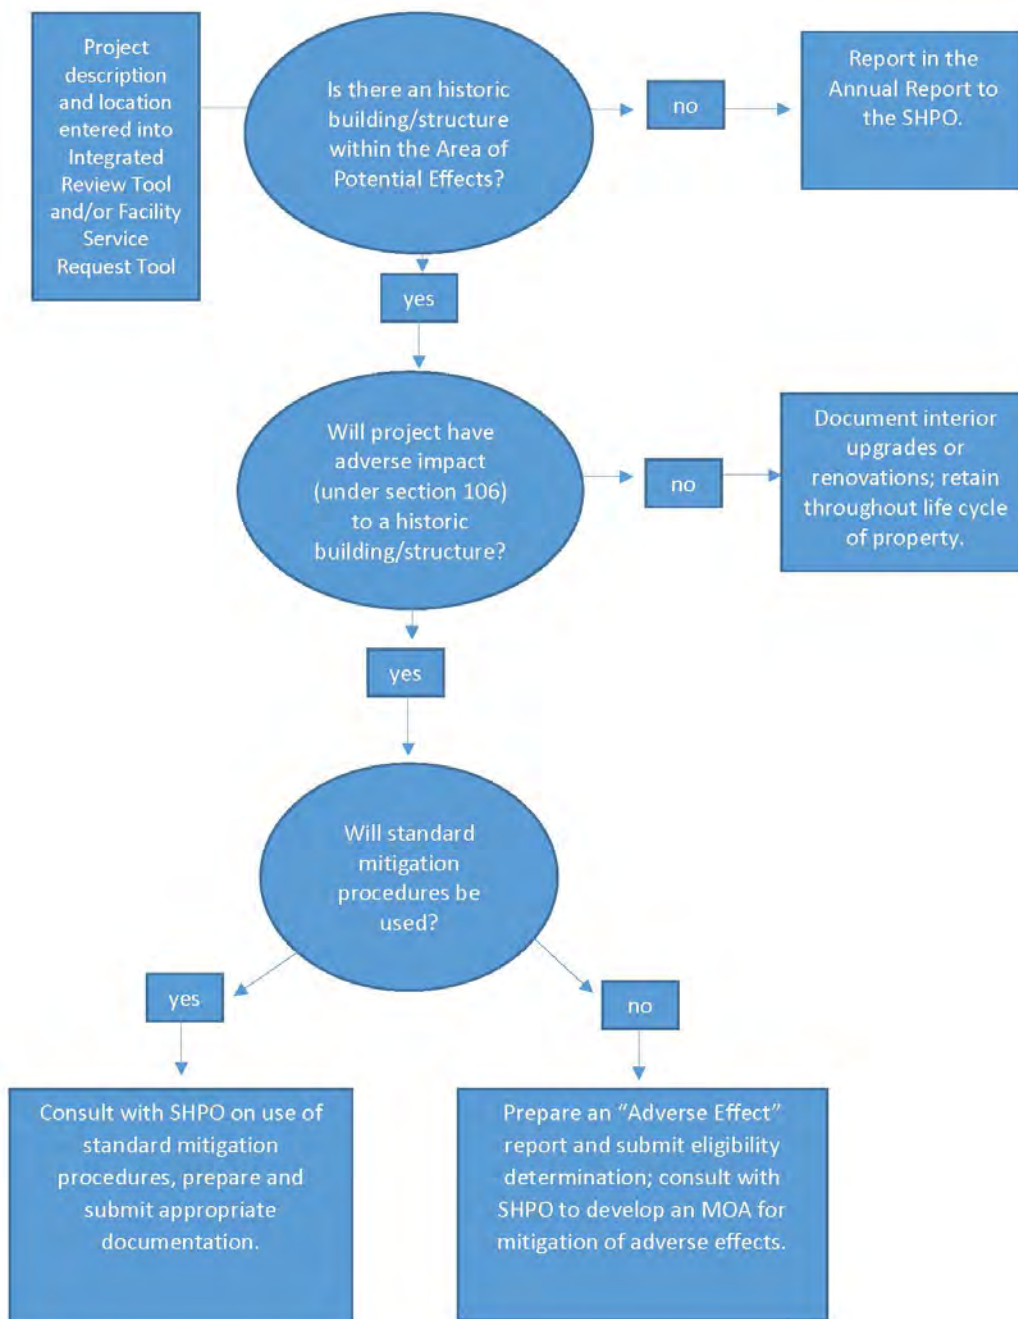 Project
description
and location
entered into
Integrated
Review Tool
and/or Facility
Service
Request Tool
Is there an historic
building/structure
within the Area of
Potential Effects?
no
Report in the
Annual Report to
the SHPO.
yes
Will project have
adverse impact
(under section 106)
to a historic
building/structure?
no
Document interior
upgrades or
renovations; retain
throughout life cycle
of property.
yes
Will standard
mitigation
procedures be
used?
yes
no
Consult with SHPO on use of
standard mitigation
procedures, prepare and
submit appropriate
documentation.
Prepare an “Adverse Effect”
report and submit eligibility
determination; consult with
SHPO to develop an MOA for
mitigation of adverse effects.